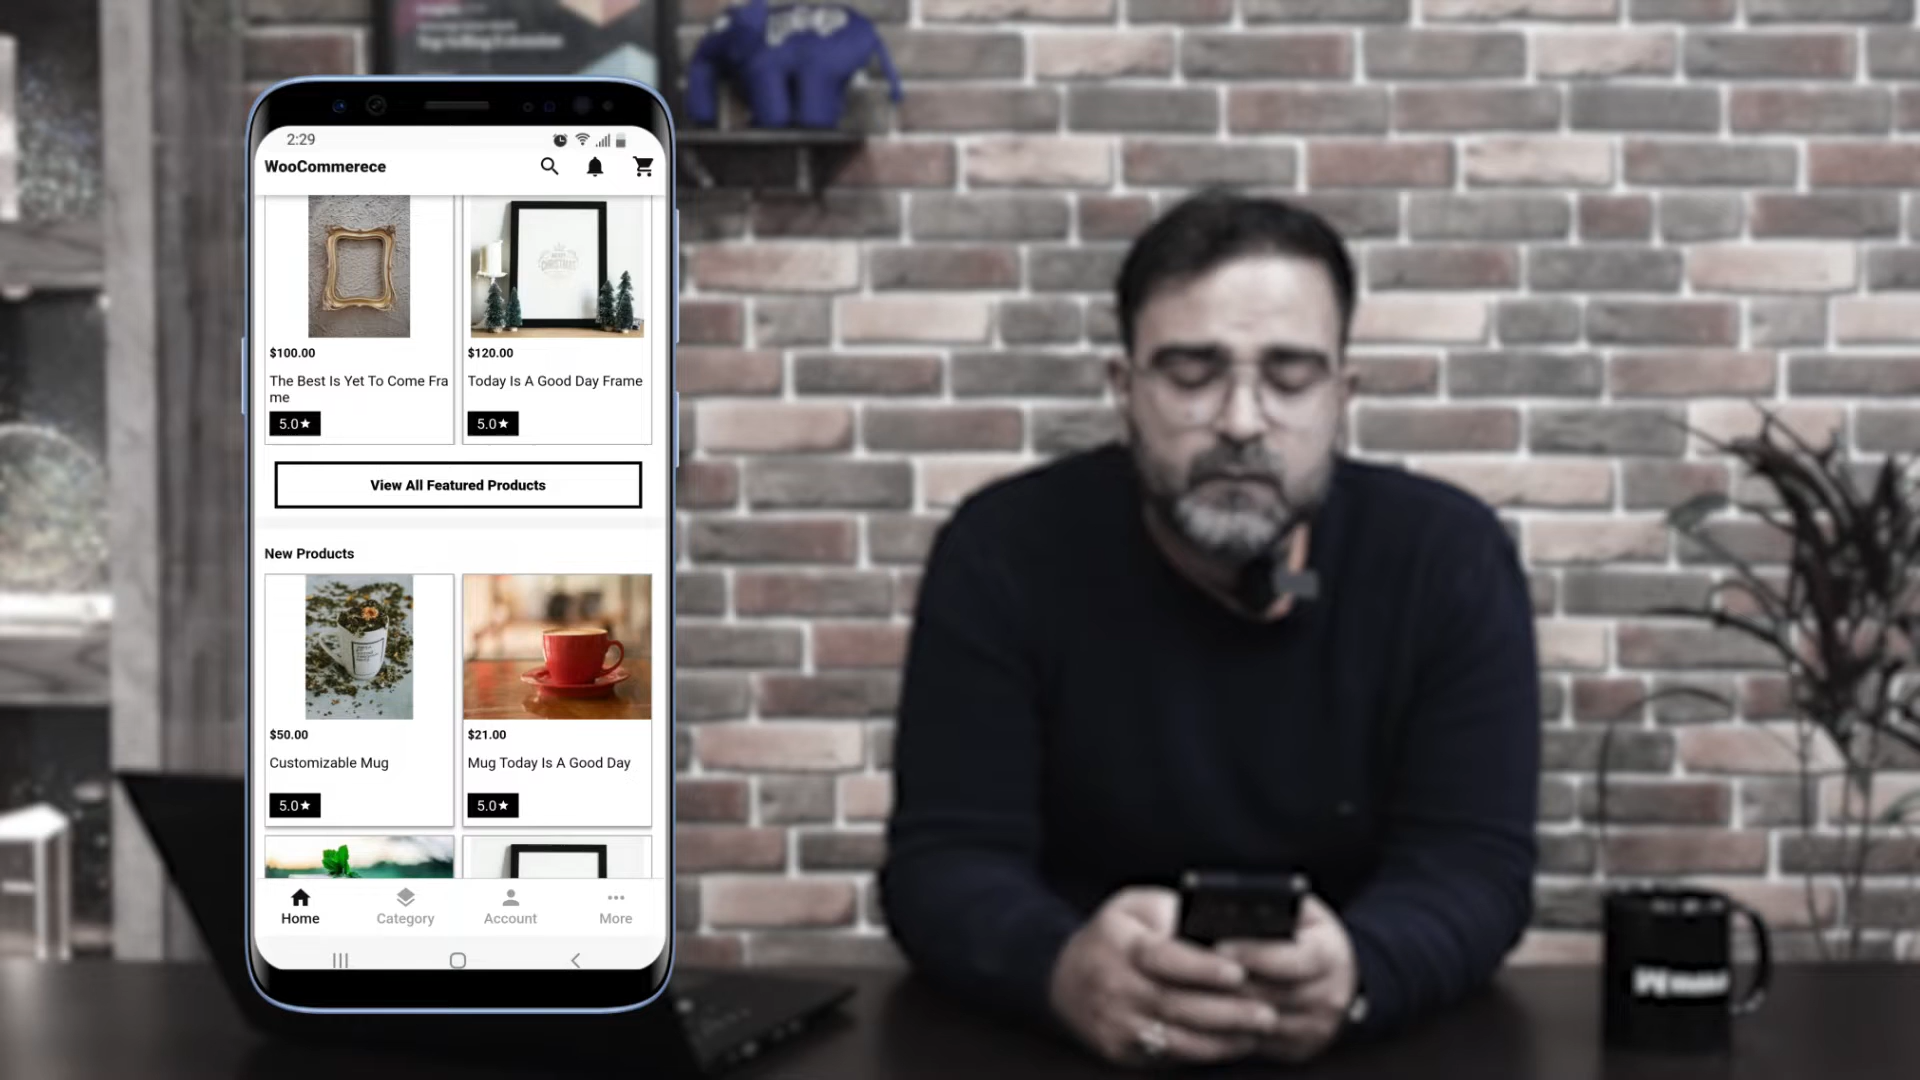 2:29
WooCommerece
$100.00
$120.00
The Best Is Yet To Come Fra
me
Today Is A Good Day Frame
5.0★
5.0★
View All Featured Products
New Products
$50.00
$21.00
Customizable Mug
Mug Today Is A Good Day
5.0★
5.0★
Home
Category
Account
More